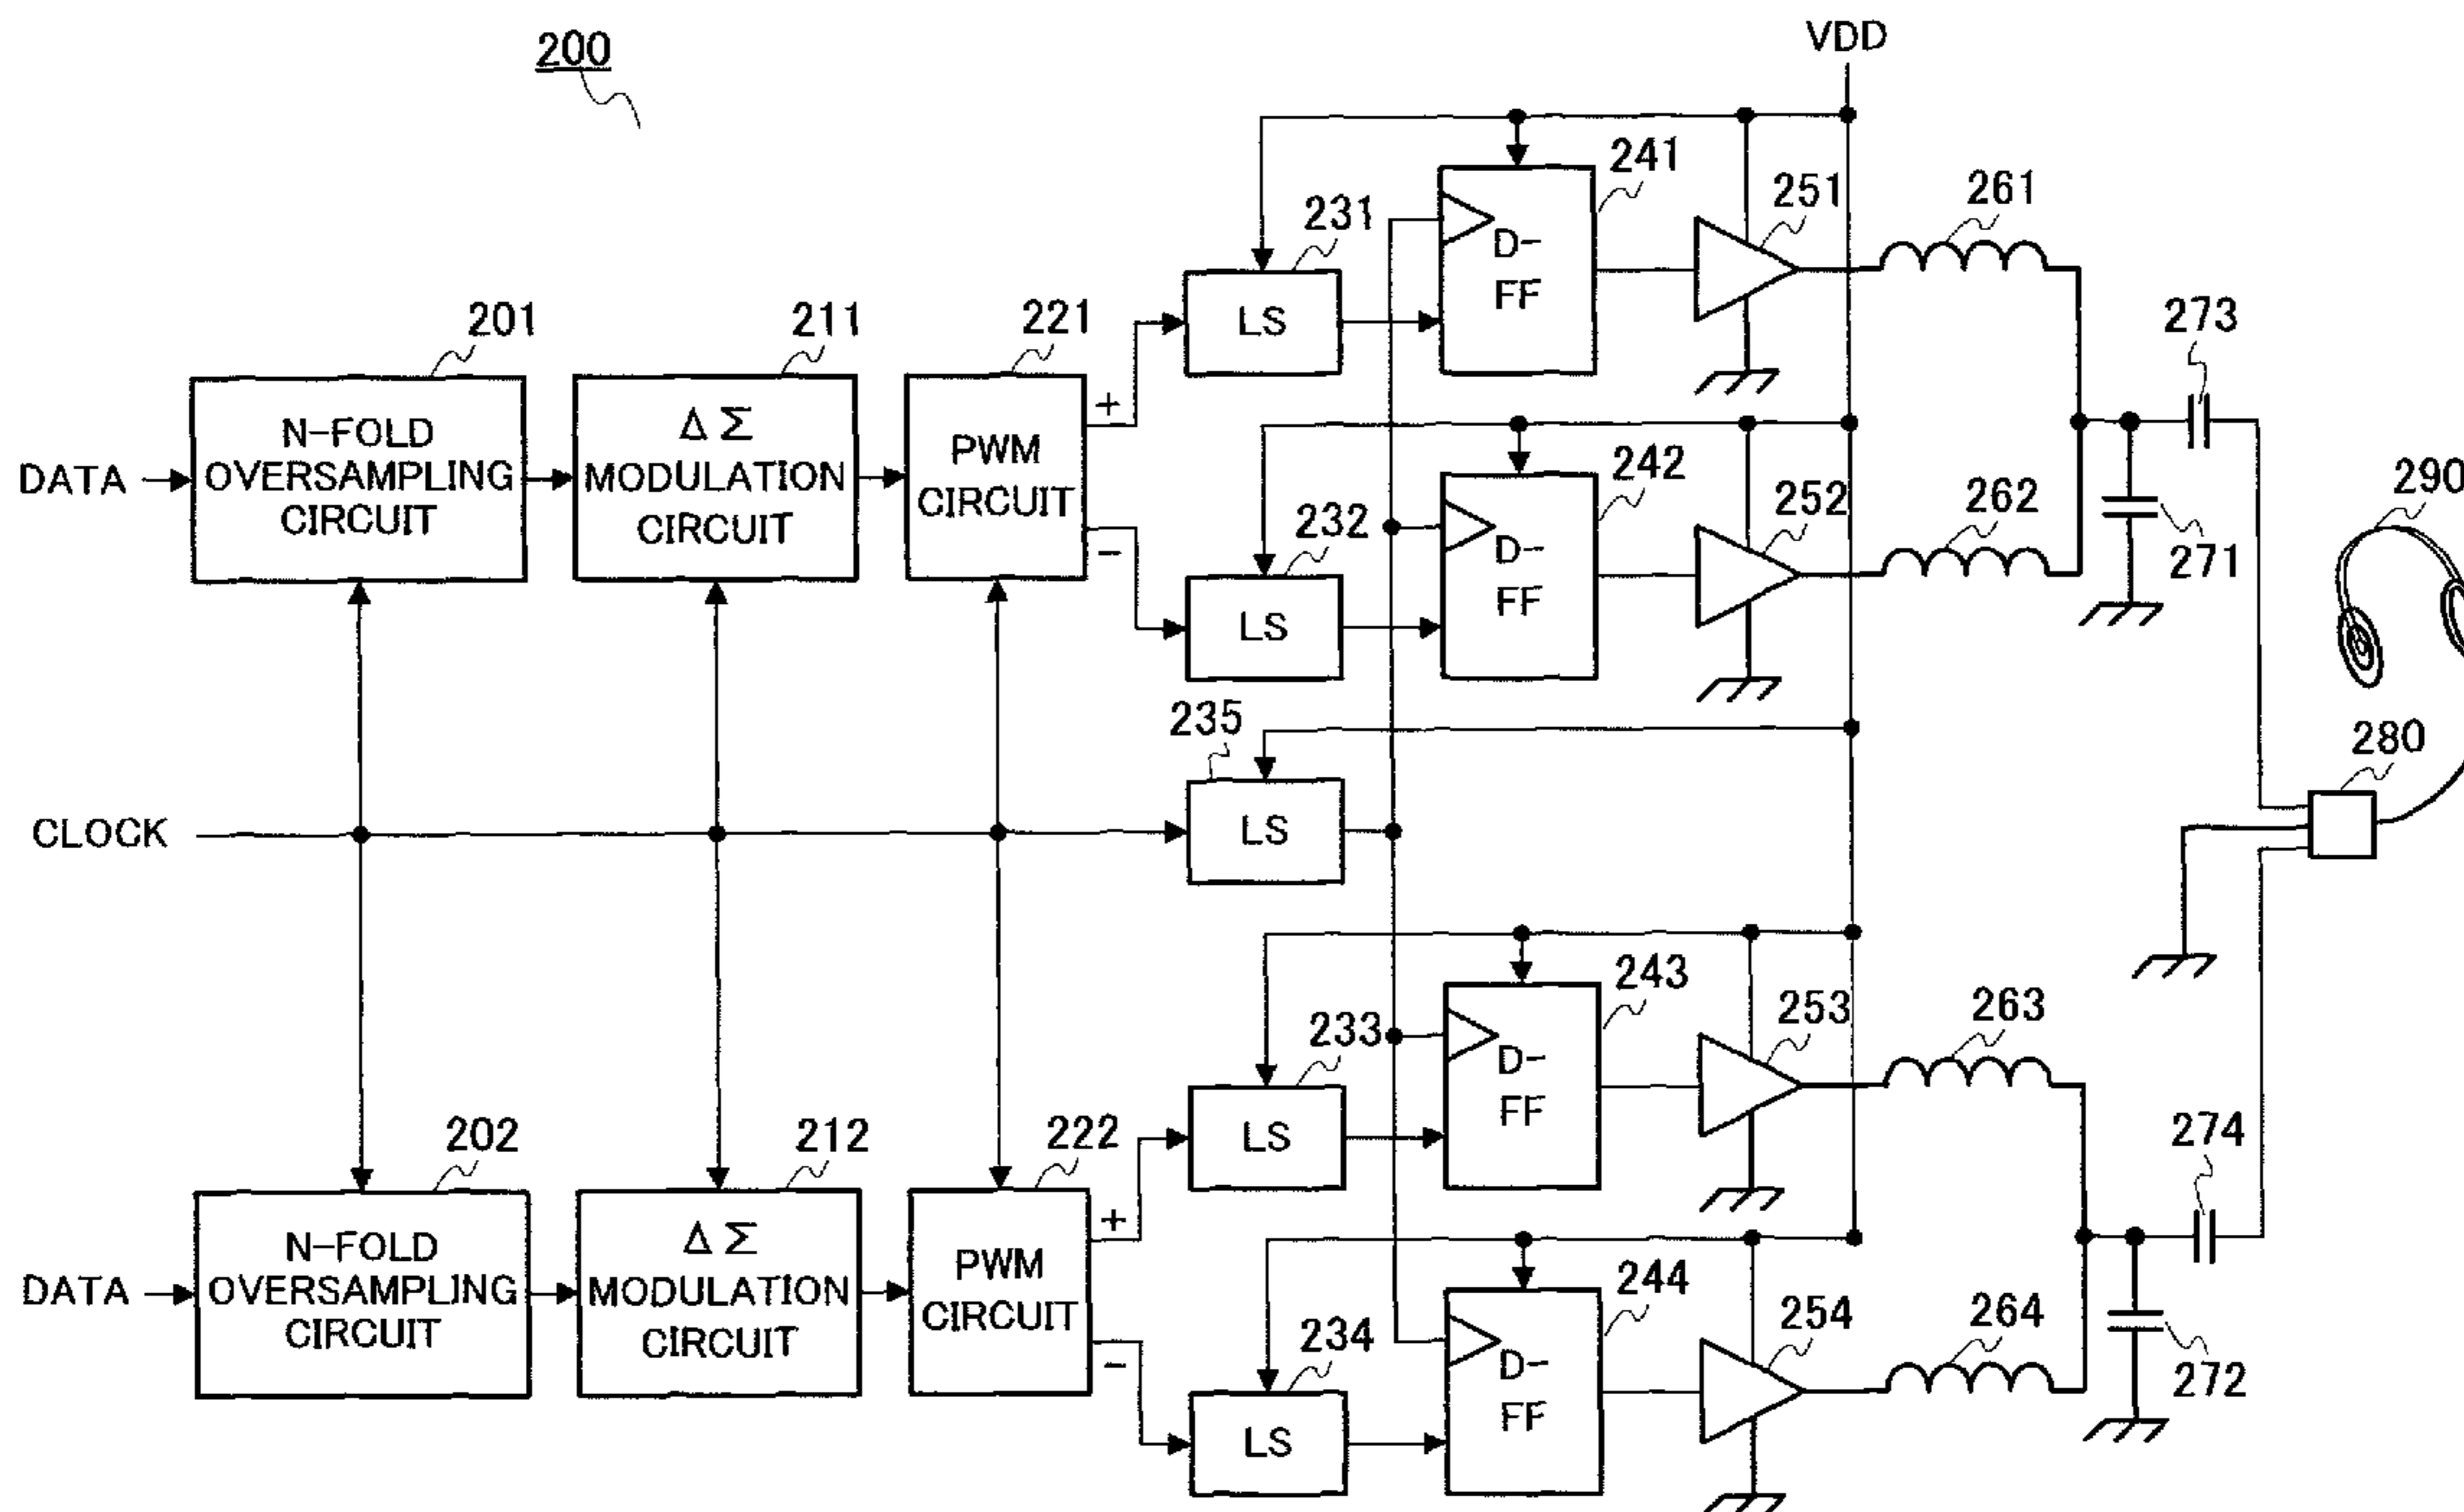 200
VDD
241
251
261
231
D-
FF
LS
273
201
211
221
N-FOLD
OVERSAMPLING
CIRCUIT
Δ Σ
MODULATION
CIRCUIT
PWM
CIRCUIT
+
−
DATA
242
252
262
232
D-
FF
LS
271
290
235
LS
280
CLOCK
243
253
263
233
D-
FF
LS
274
202
212
222
N-FOLD
OVERSAMPLING
CIRCUIT
Δ Σ
MODULATION
CIRCUIT
PWM
CIRCUIT
+
−
DATA
244
254
264
234
D-
FF
LS
272